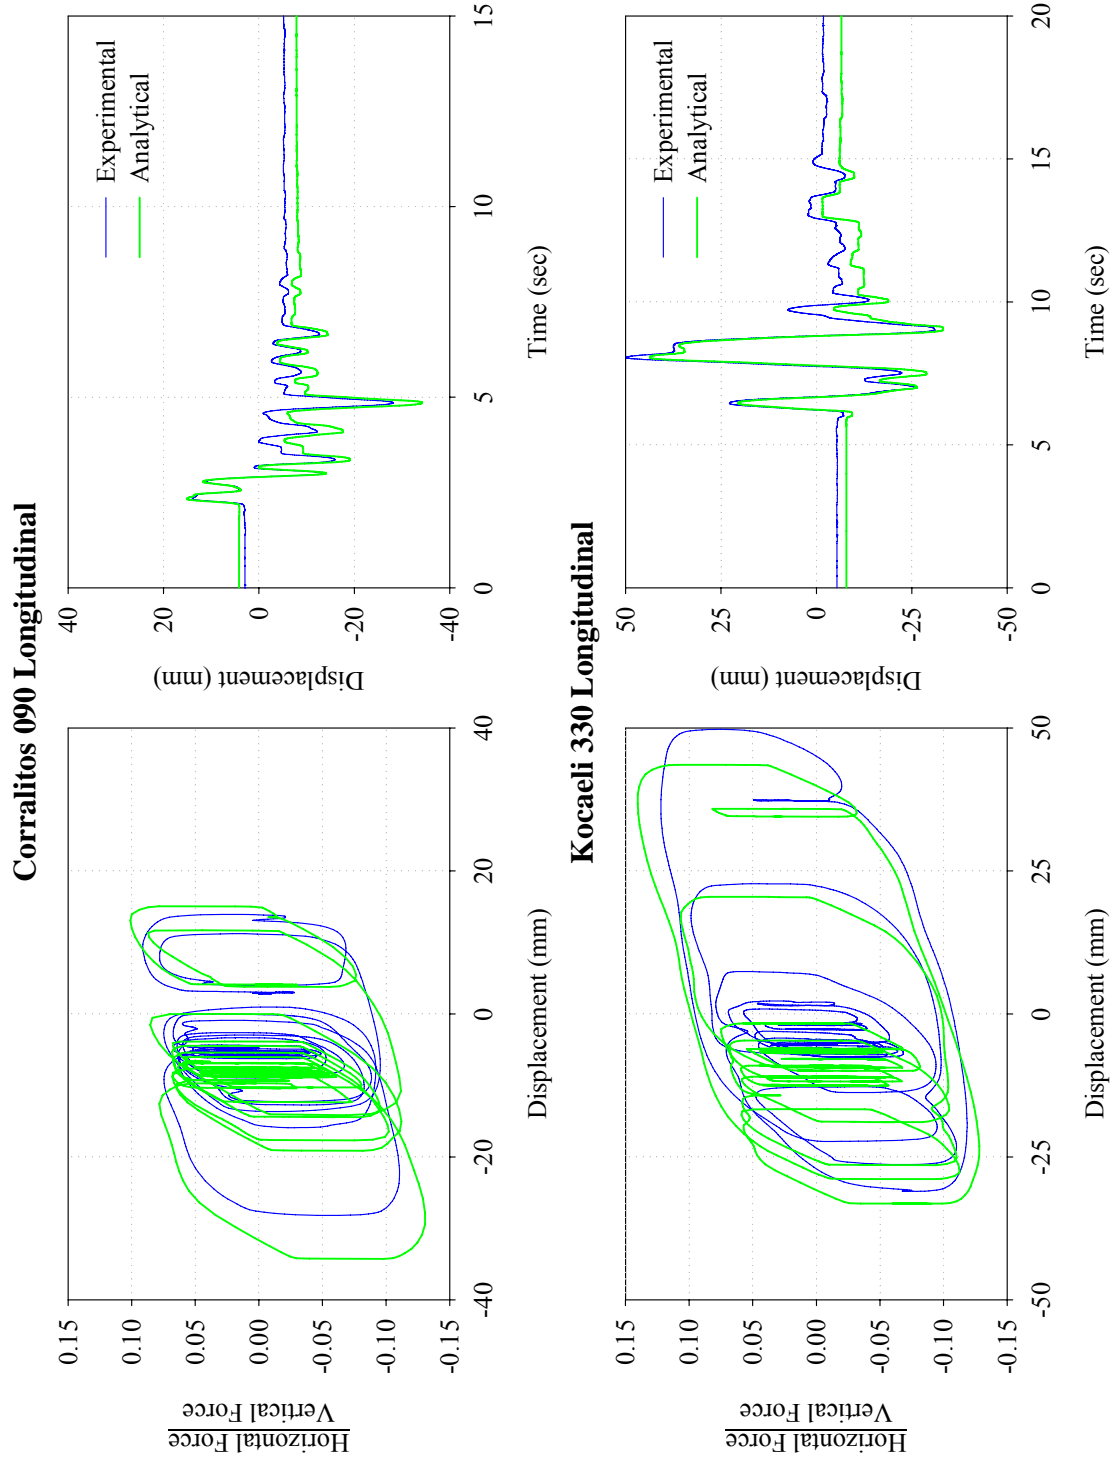 Corralitos 090 Longitudinal
Horizontal Force
Vertical Force
0.15
0.10
0.05
0.00
-0.05
-0.10
-0.15
-40
-20
0
20
40
Displacement (mm)
Displacement (mm)
40
20
0
-20
-40
0
5
10
15
Time (sec)
Experimental
Analytical
Kocaeli 330 Longitudinal
Horizontal Force
Vertical Force
0.15
0.10
0.05
0.00
-0.05
-0.10
-0.15
-50
-25
0
25
50
Displacement (mm)
Displacement (mm)
50
25
0
-25
-50
0
5
10
15
20
Time (sec)
Experimental
Analytical